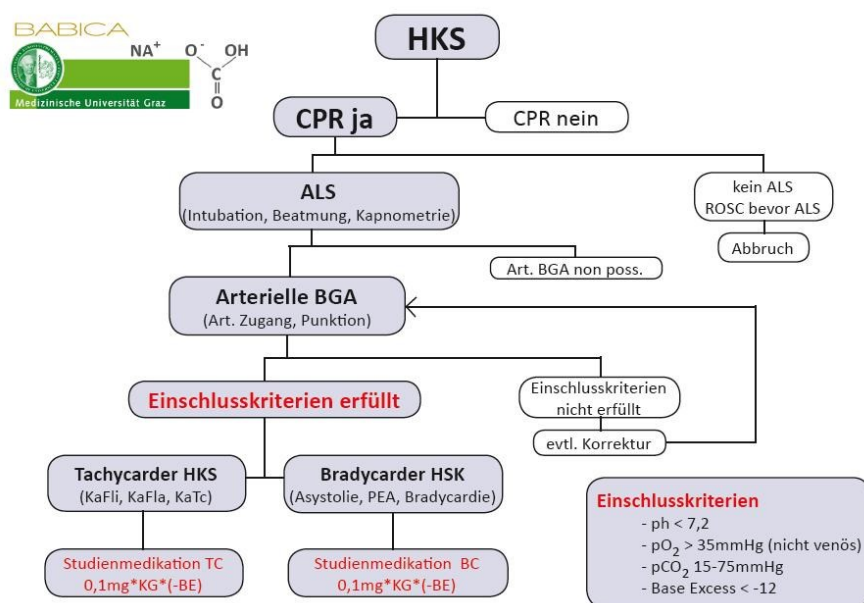 BABICA
NA+
O-
OH
C
O
Medizinische Universität Graz
HKS
CPR ja
CPR nein
ALS
(Intubation, Beatmung, Kapnometrie)
kein ALS
ROSC bevor ALS
Abbruch
Art. BGA non poss.
Arterielle BGA
(Art. Zugang, Punktion)
Einschlusskriterien erfüllt
Einschlusskriterien
nicht erfüllt
evtl. Korrektur
Tachycarder HKS
(KaFli, KaFla, KaTc)
Bradycarder HSK
(Asystolie, PEA, Bradycardie)
Studienmedikation TC
0,1mg*KG*(-BE)
Studienmedikation BC
0,1mg*KG*(-BE)
Einschlusskriterien
- ph < 7,2
- pO2 > 35mmHg (nicht venös)
- pCO2 15-75mmHg
- Base Excess < -12